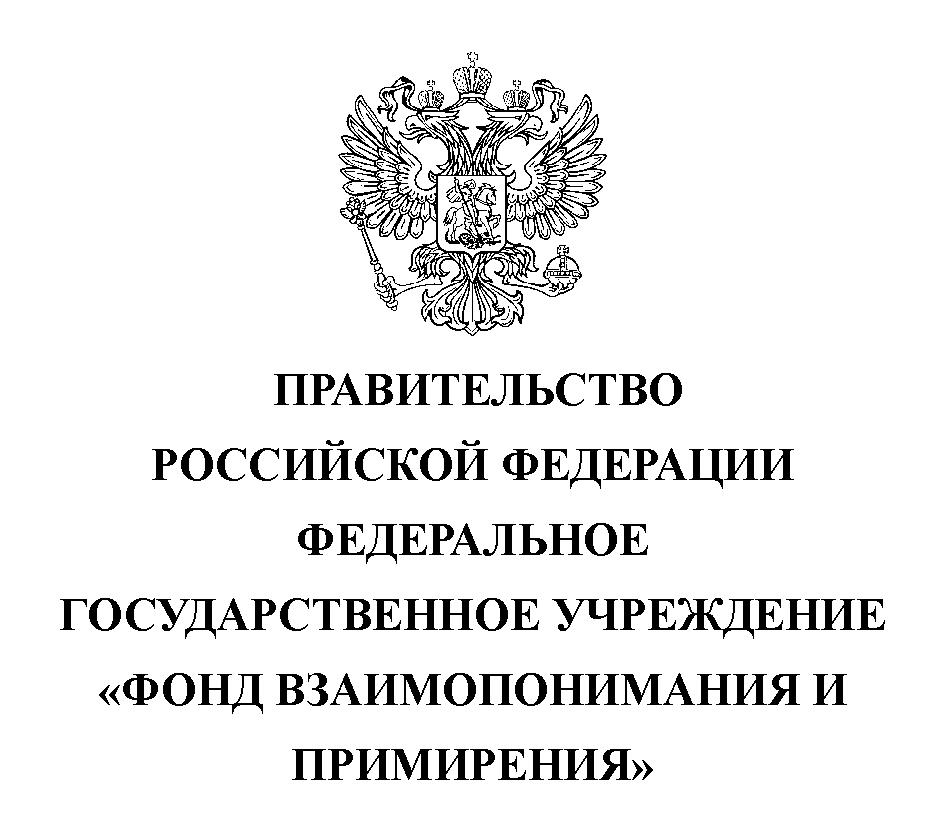 ПРАВИТЕЛЬСТВО
РОССИЙСКОЙ ФЕДЕРАЦИИ
ФЕДЕРАЛЬНОЕ
ГОСУДАРСТВЕННОЕ УЧРЕЖДЕНИЕ
«ФОНД ВЗАИМОПОНИМАНИЯ И
ПРИМИРЕНИЯ»